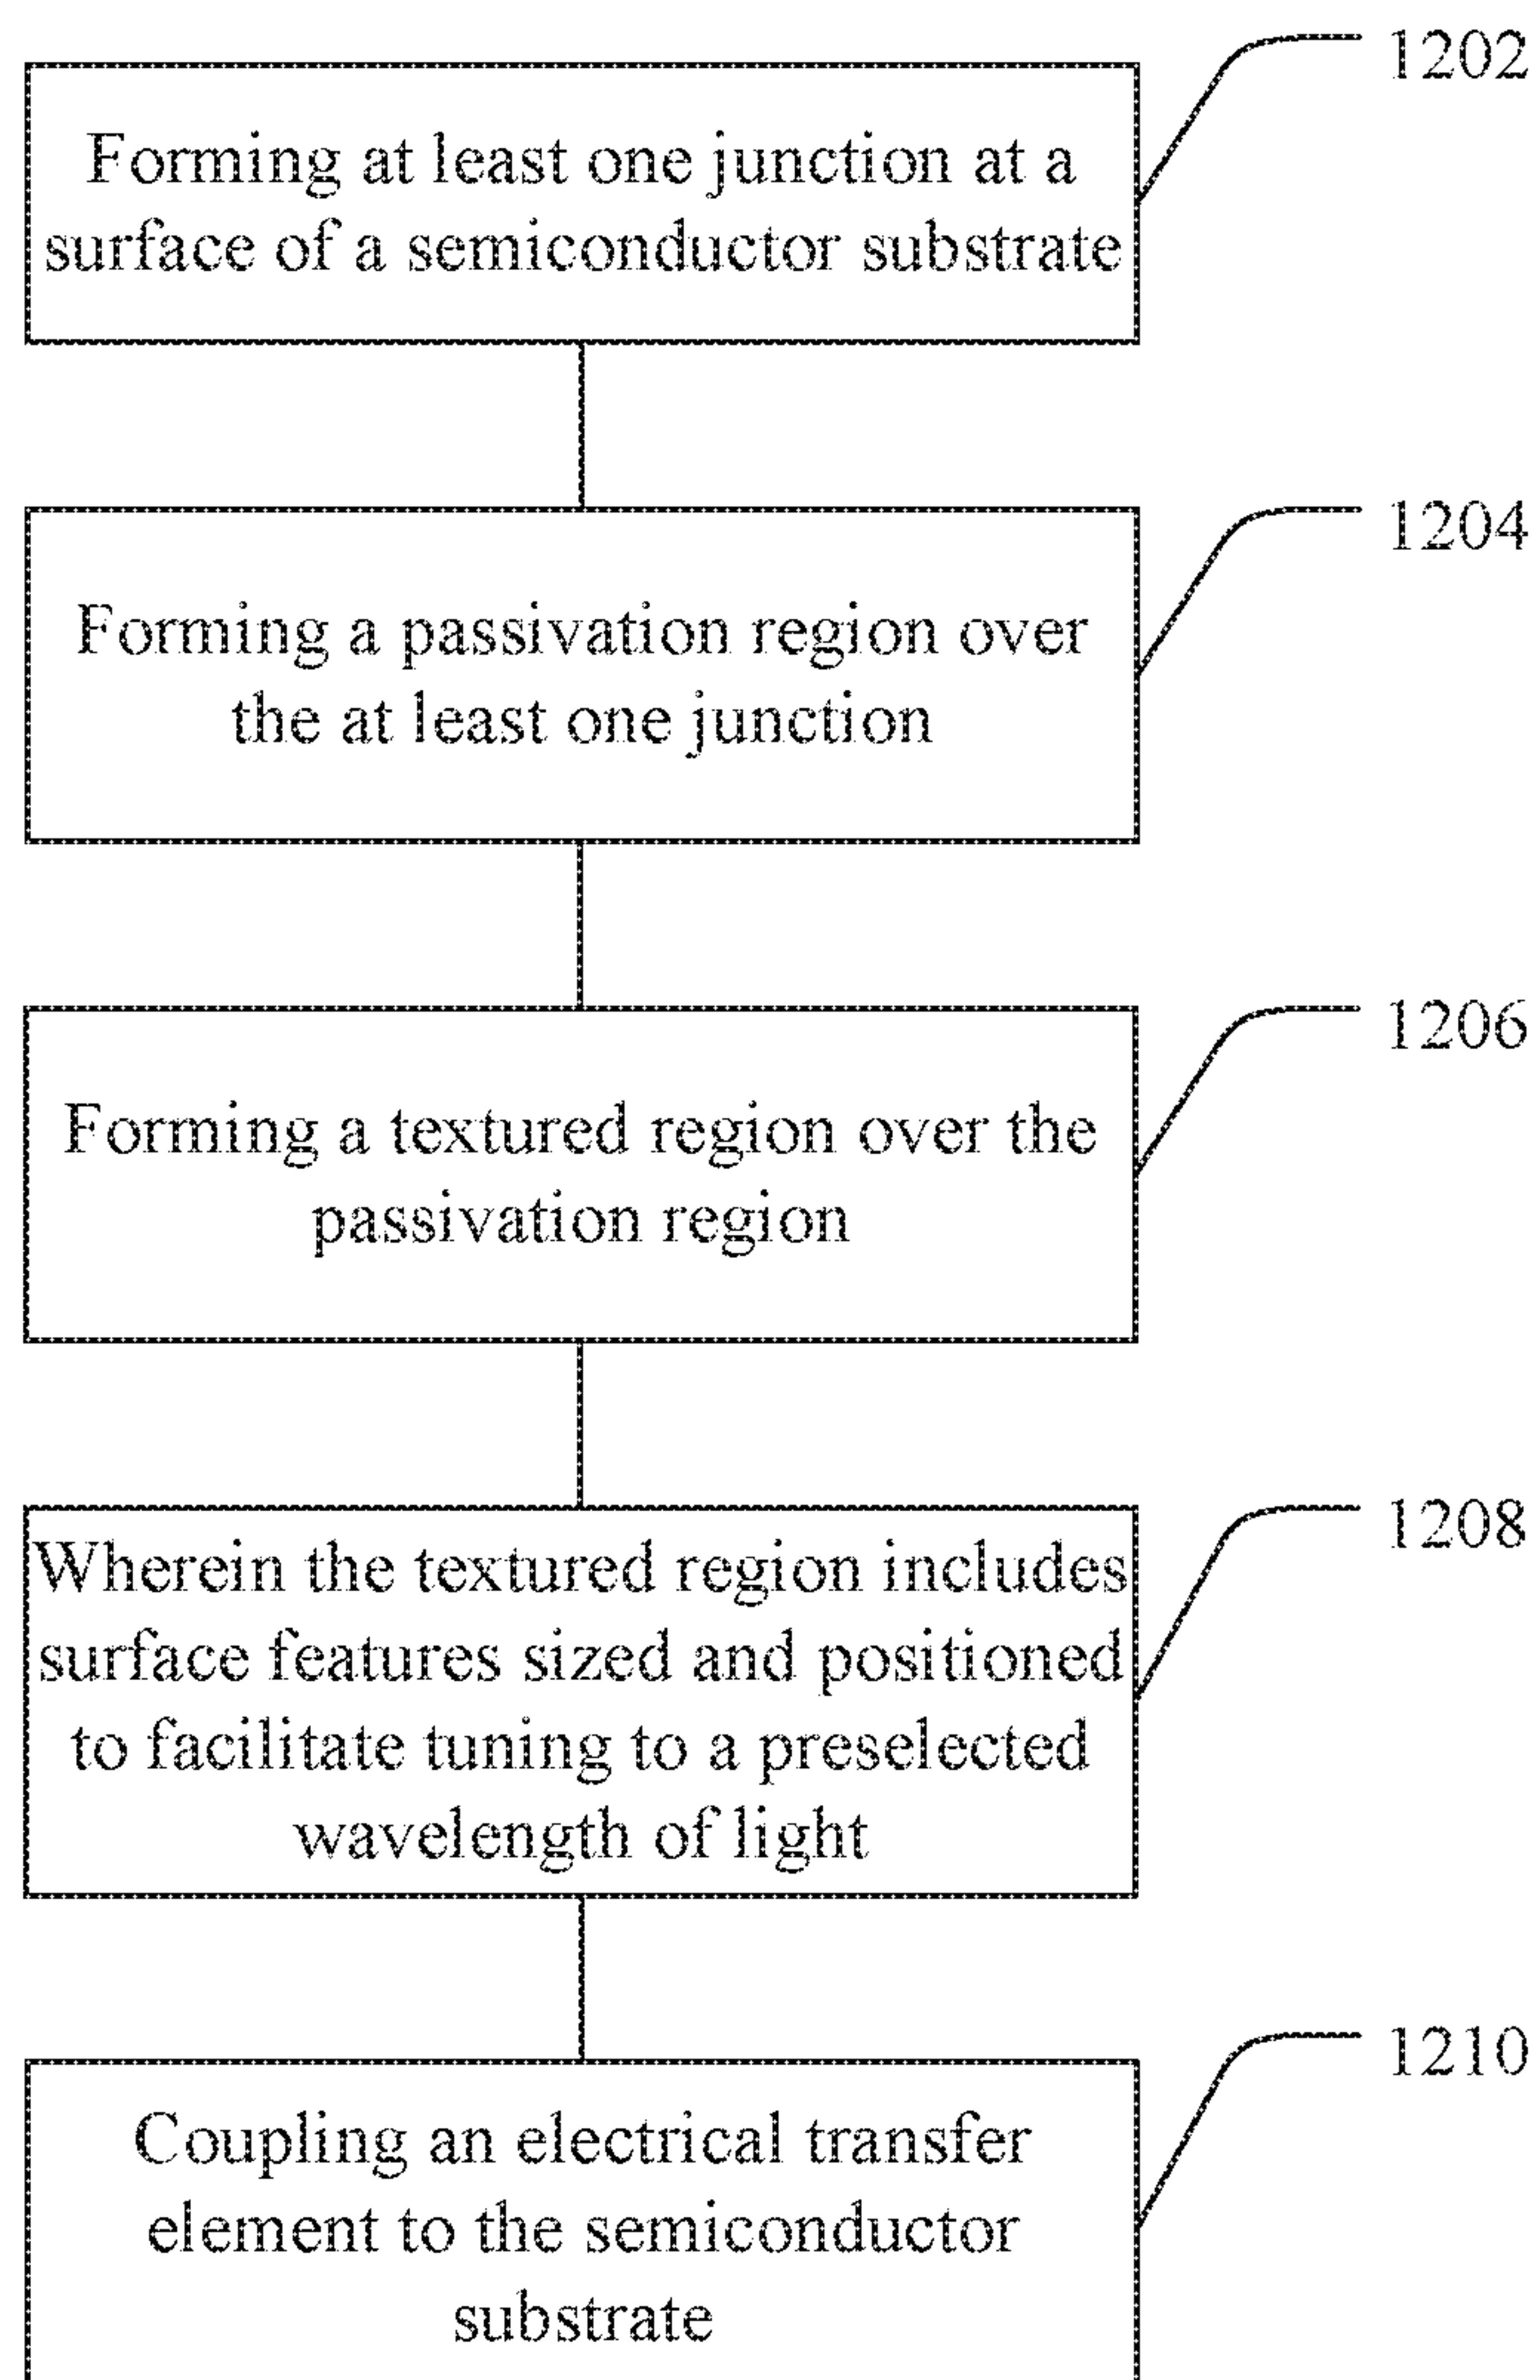 1202
Forming at least one junction at a
surface of a semiconductor substrate
1204
Forming a passivation region over
the at least one junction
1206
Forming a textured region over the
passivation region
1208
Wherein the textured region includes
surface features sized and positioned
to facilitate tuning to a preselected
wavelength of light
1210
Coupling an electrical transfer
element to the semiconductor
substrate